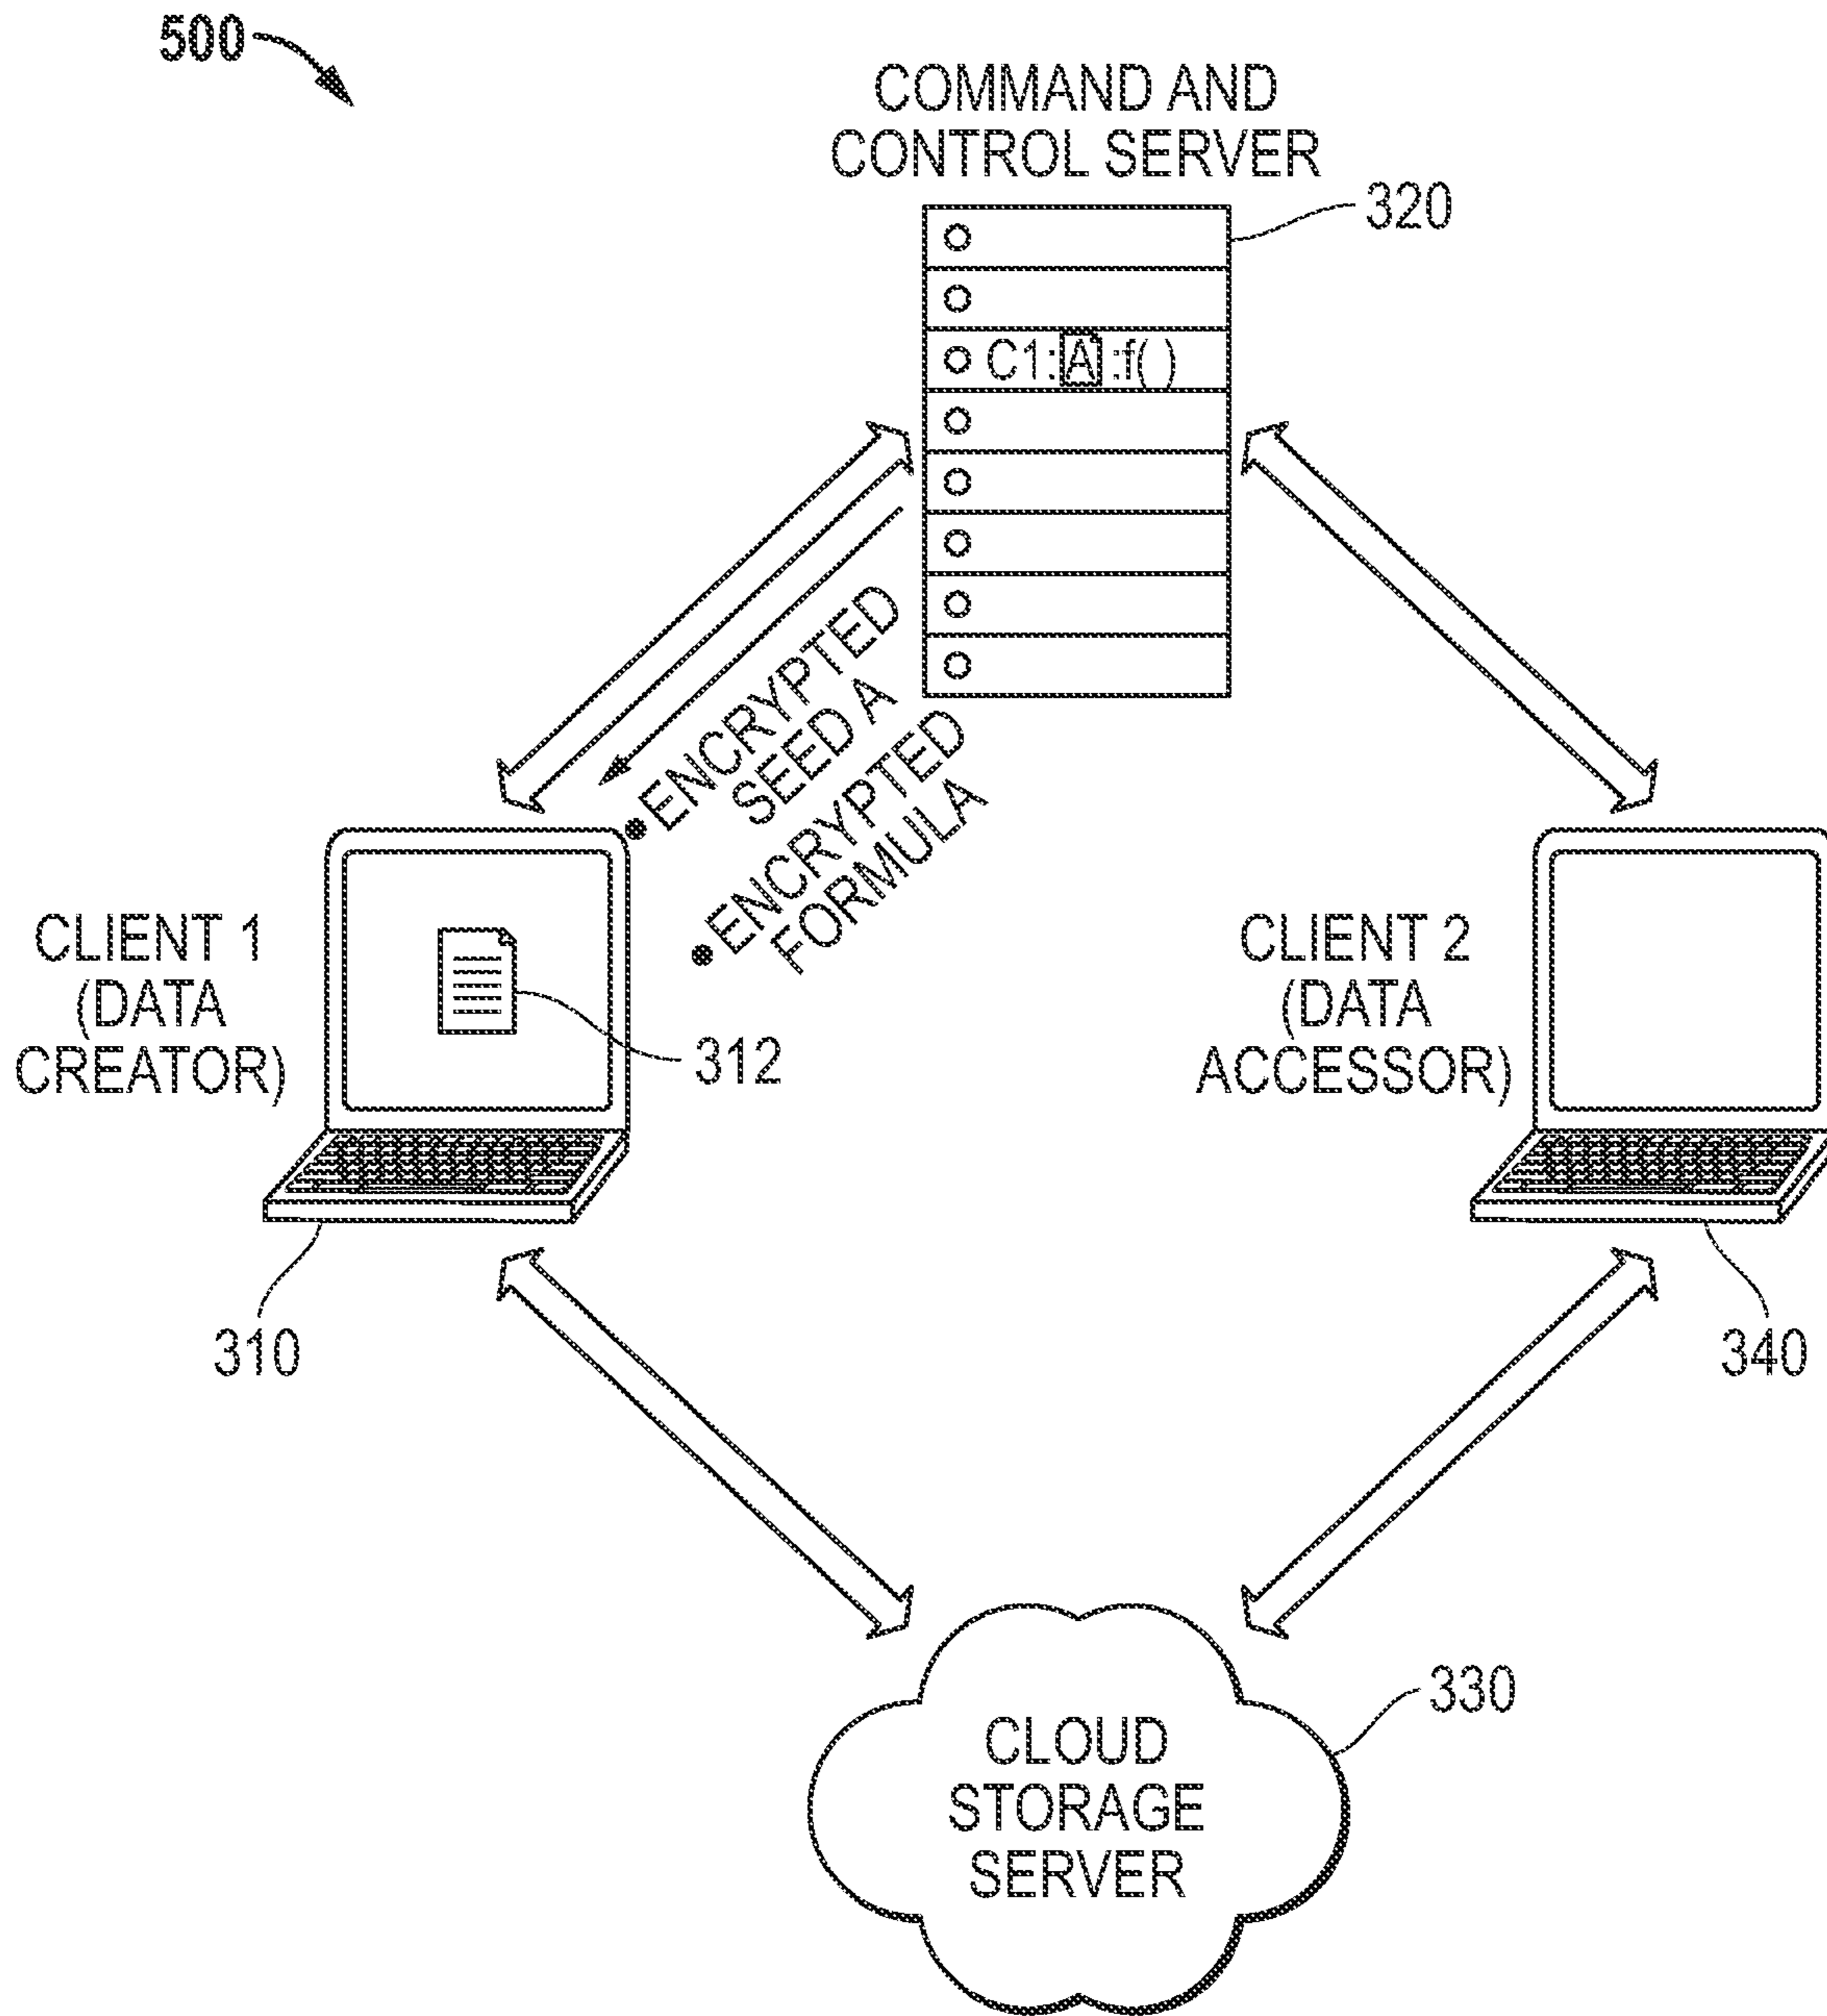 500
COMMAND AND
CONTROL SERVER
320
C1:A:f( )
• ENCRYPTED
SEED A
• ENCRYPTED
FORMULA
CLIENT 1
(DATA
CREATOR)
312
310
CLIENT 2
(DATA
ACCESSOR)
340
330
CLOUD
STORAGE
SERVER